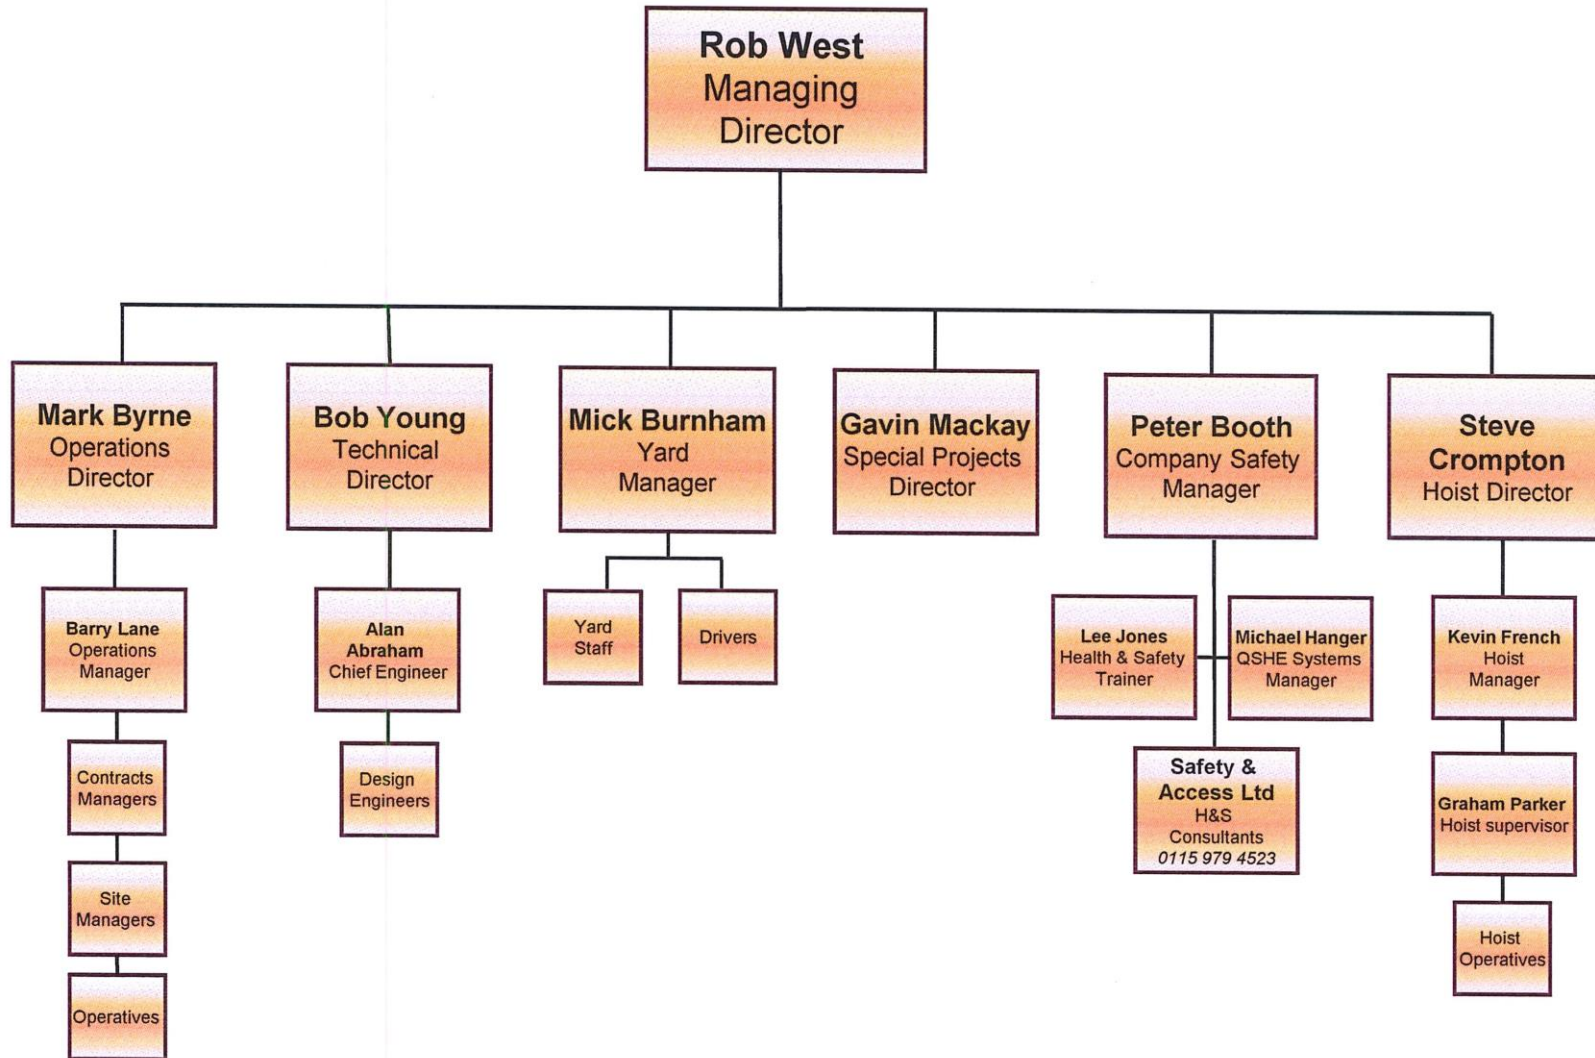 Rob West
Managing
Director
Mark Byrne
Operations
Director
Bob Young
Technical
Director
Mick Burnham
Yard
Manager
Gavin Mackay
Special Projects
Director
Peter Booth
Company Safety
Manager
Steve
Crompton
Hoist Director
Barry Lane
Operations
Manager
Alan
Abraham
Chief Engineer
Yard
Staff
Drivers
Lee Jones
Health & Safety
Trainer
Michael Hanger
QSHE Systems
Manager
Kevin French
Hoist
Manager
Contracts
Managers
Design
Engineers
Safety &
Access Ltd
H&S
Consultants
0115 979 4523
Graham Parker
Hoist supervisor
Site
Managers
Hoist
Operatives
Operatives